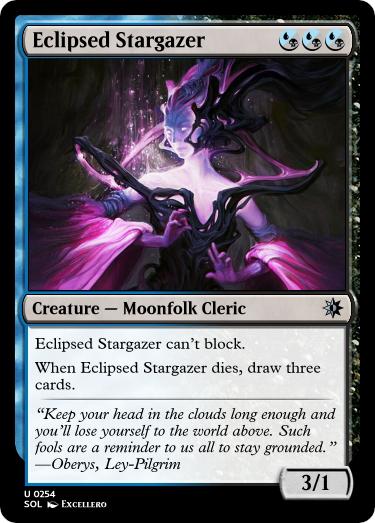 Eclipsed Stargazer
Creature — Moonfolk Cleric
Eclipsed Stargazer can't block.
When Eclipsed Stargazer dies, draw three
cards.
“Keep your head in the clouds long enough and
you'll lose yourself to the world above. Such
fools are a reminder to us all to stay grounded.”
—Oberys, Ley-Pilgrim
3/1
U 0254
SOL Excellero